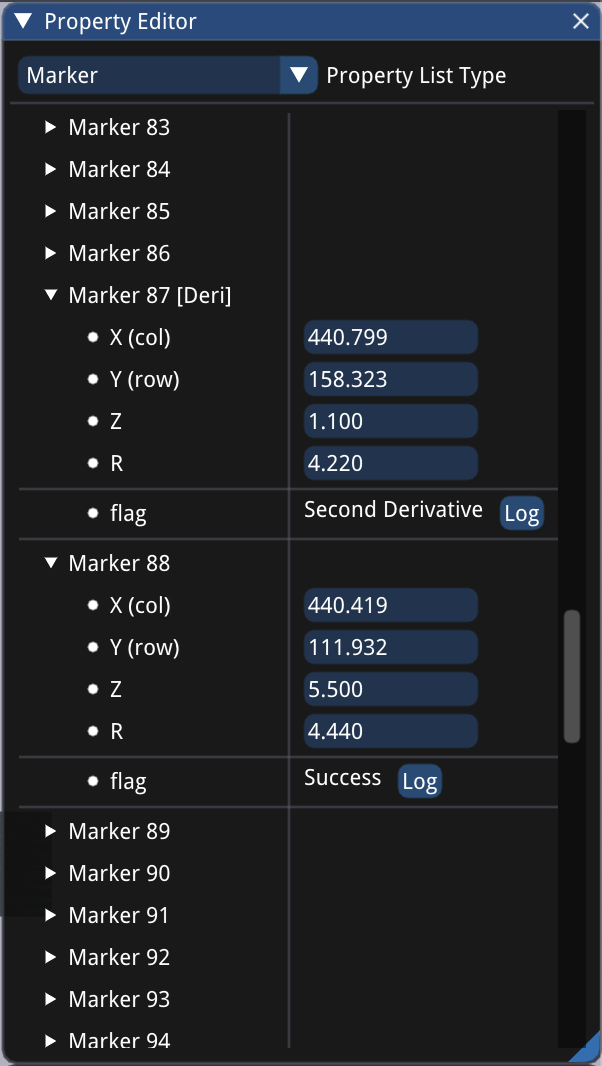 Property Editor
Marker Property List Type
Marker 83
Marker 84
Marker 85
Marker 86
Marker 87 [Deri]
X (col) 440.799
Y (row) 158.323
Z 1.100
R 4.220
flag Second Derivative Log
Marker 88
X (col) 440.419
Y (row) 111.932
Z 5.500
R 4.440
flag Success Log
Marker 89
Marker 90
Marker 91
Marker 92
Marker 93
Marker 94